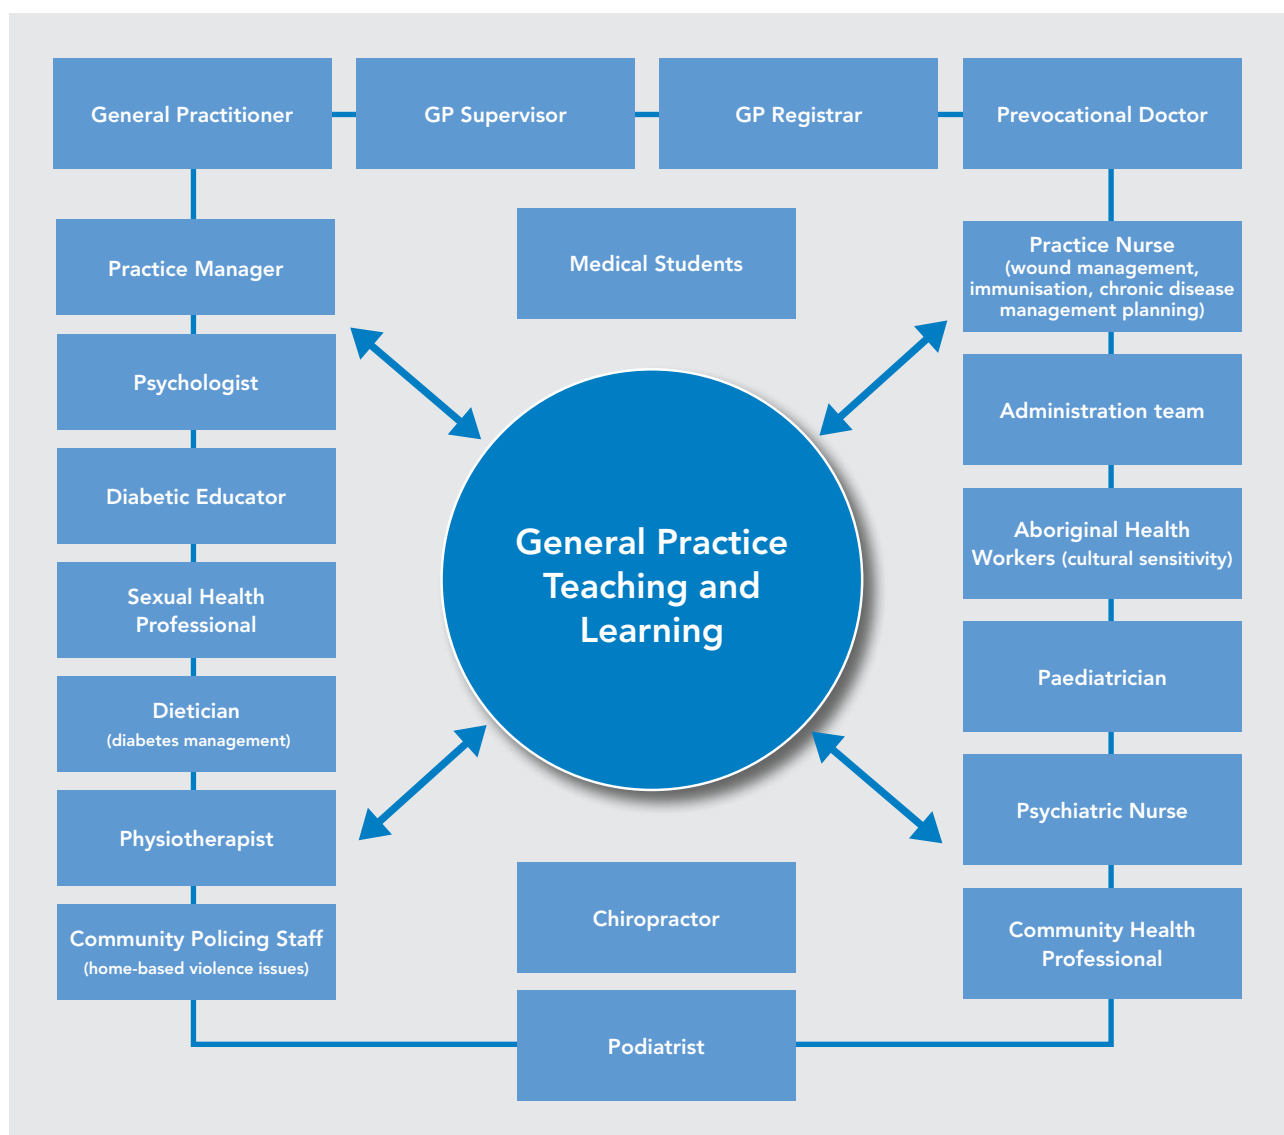 General Practitioner
GP Supervisor
GP Registrar
Prevocational Doctor
Practice Manager
Medical Students
Practice Nurse
(wound management,
immunisation, chronic disease
management planning)
Psychologist
Administration team
Diabetic Educator
General Practice
Teaching and
Learning
Aboriginal Health
Workers (cultural sensitivity)
Sexual Health
Professional
Paediatrician
Dietician
(diabetes management)
Psychiatric Nurse
Physiotherapist
Chiropractor
Community Health
Professional
Community Policing Staff
(home-based violence issues)
Podiatrist